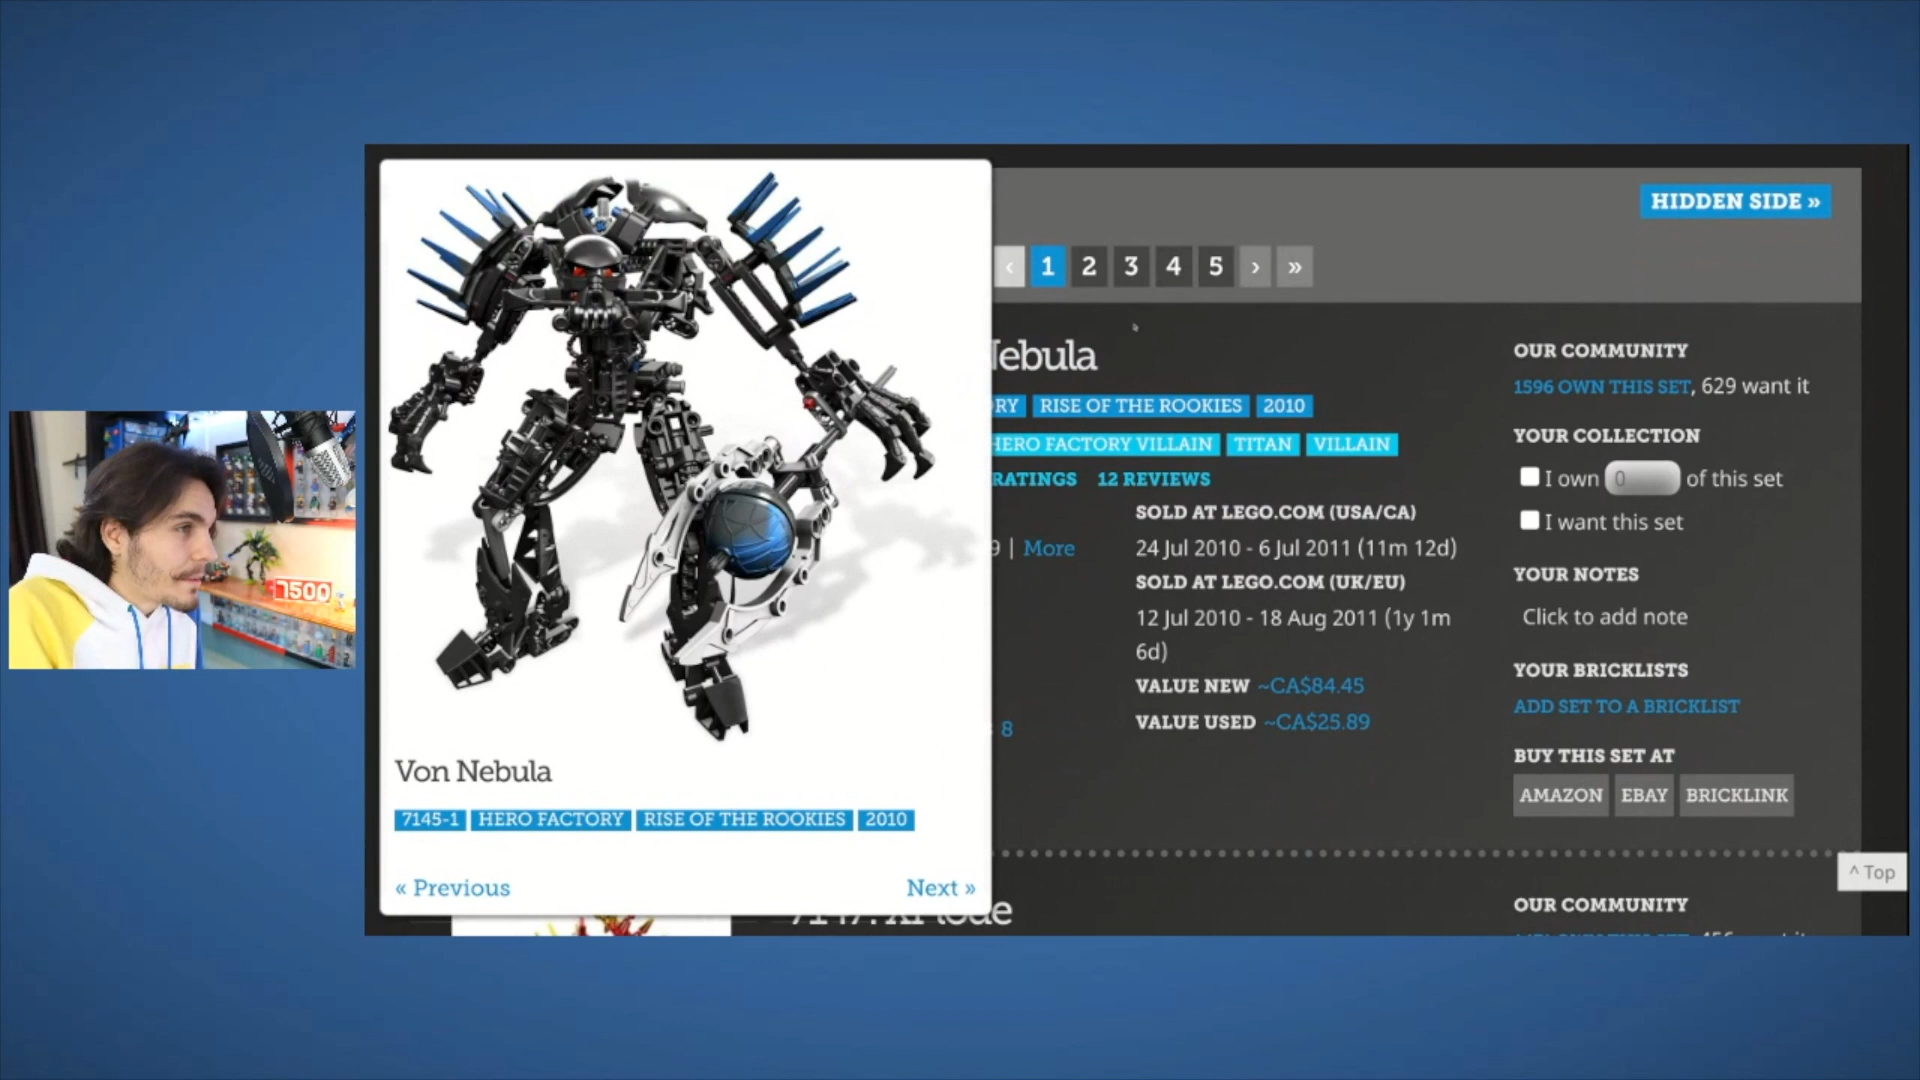 HIDDEN SIDE »
‹ 1 2 3 4 5 › »
Nebula
RY RISE OF THE ROOKIES 2010
HERO FACTORY VILLAIN TITAN VILLAIN
RATINGS 12 REVIEWS
SOLD AT LEGO.COM (USA/CA)
9 | More
24 Jul 2010 - 6 Jul 2011 (11m 12d)
SOLD AT LEGO.COM (UK/EU)
12 Jul 2010 - 18 Aug 2011 (1y 1m
6d)
VALUE NEW ~CA$84.45
VALUE USED ~CA$25.89
8
OUR COMMUNITY
1596 OWN THIS SET, 629 want it
YOUR COLLECTION
I own 0 of this set
I want this set
YOUR NOTES
Click to add note
YOUR BRICKLISTS
ADD SET TO A BRICKLIST
BUY THIS SET AT
AMAZON EBAY BRICKLINK
^ Top
OUR COMMUNITY
Von Nebula
7145-1 HERO FACTORY RISE OF THE ROOKIES 2010
« Previous Next »
7500